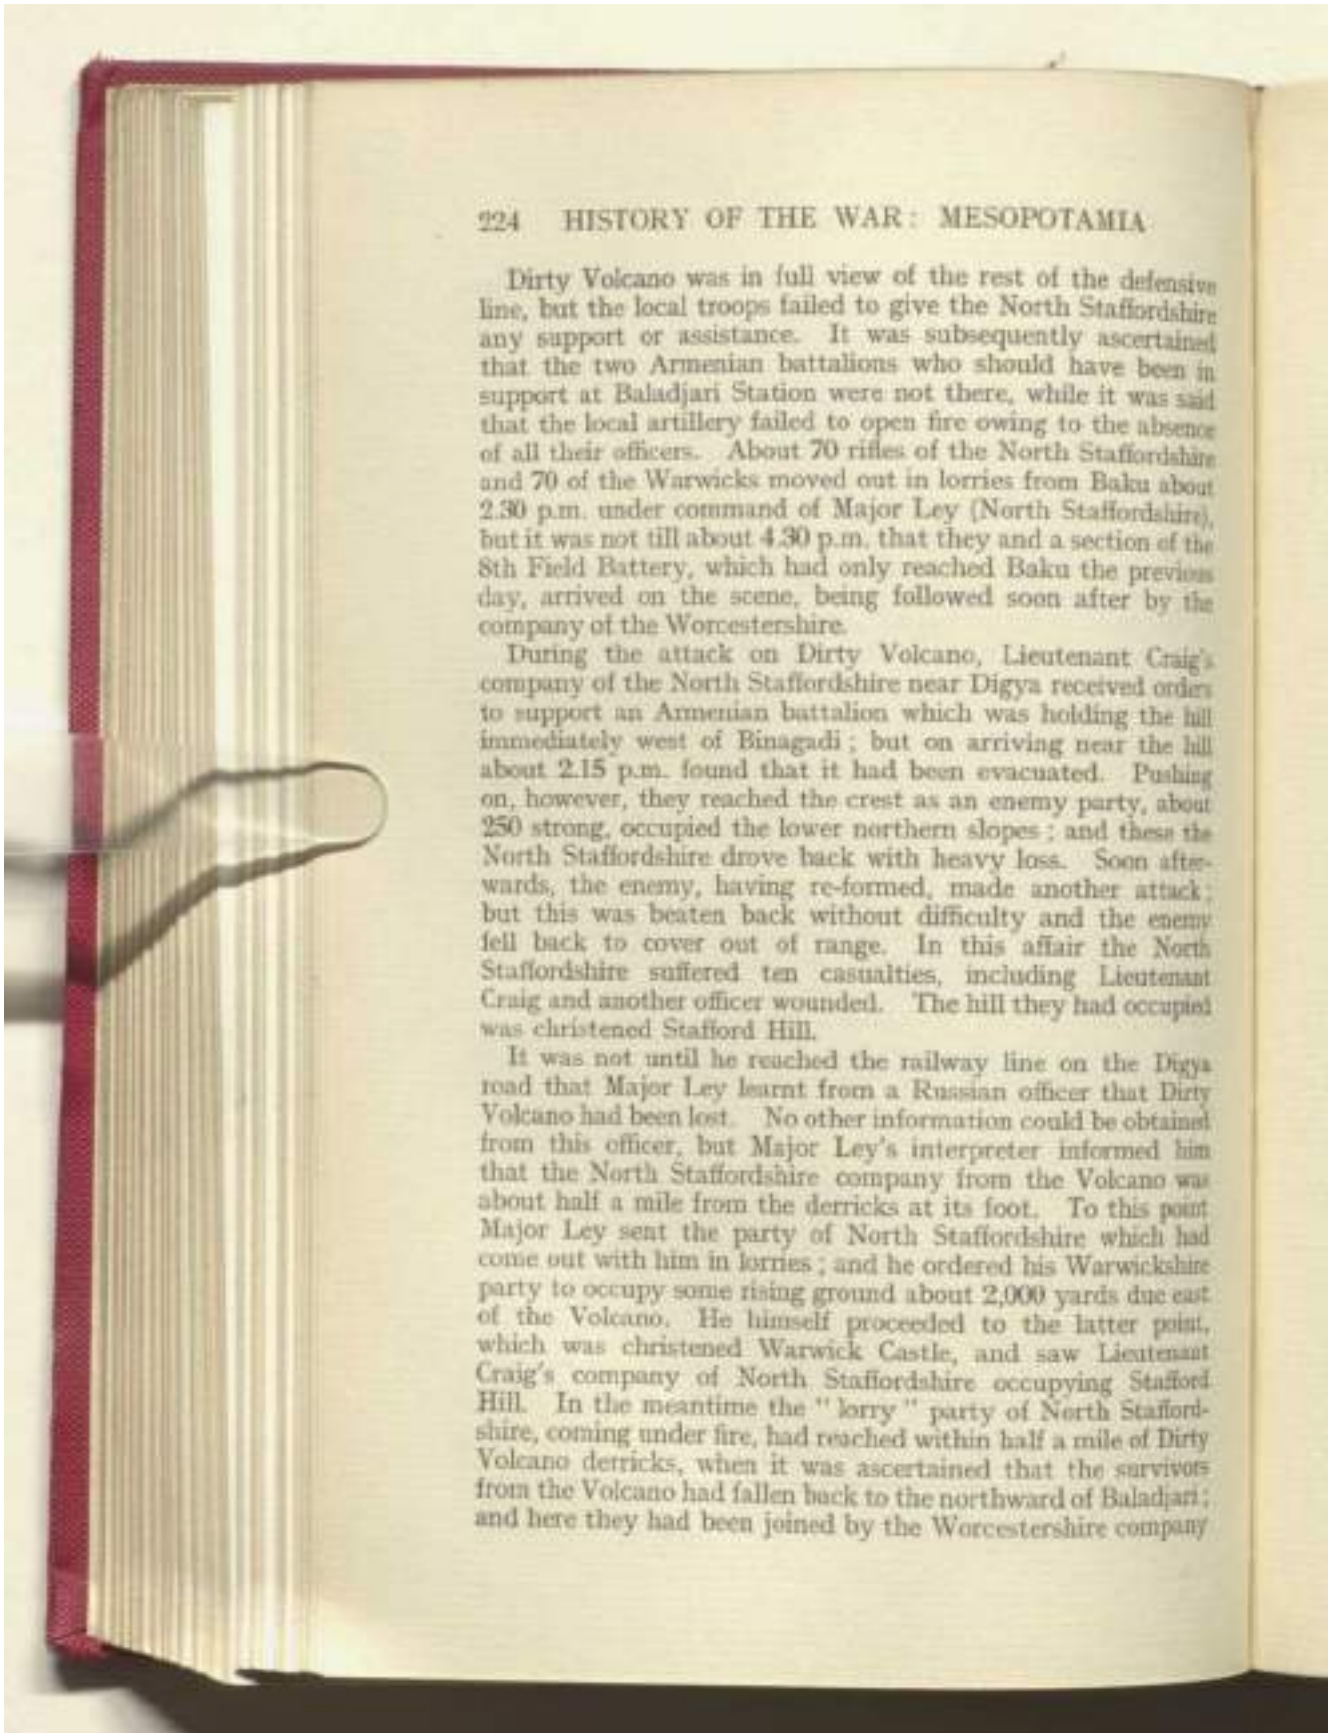 224 HISTORY OF THE WAR: MESOPOTAMIA
Dirty Volcano was in full view of the rest of the defensive
line, but the local troops failed to give the North Staffordshire
any support or assistance. It was subsequently ascertained
that the two Armenian battalions who should have been in
support at Baladjari Station were not there, while it was said
that the local artillery failed to open fire owing to the absence
of all their officers. About 70 rifles of the North Staffordshire
and 70 of the Warwicks moved out in lorries from Baku about
2.30 p.m. under command of Major Ley (North Staffordshire),
but it was not till about 4.30 p.m. that they and a section of the
8th Field Battery, which had only reached Baku the previous
day, arrived on the scene, being followed soon after by the
company of the Worcestershire.
During the attack on Dirty Volcano, Lieutenant Craig's
company of the North Staffordshire near Digya received orders
to support an Armenian battalion which was holding the hill
immediately west of Binagadi; but on arriving near the hill
about 2.15 p.m. found that it had been evacuated. Pushing
on, however, they reached the crest as an enemy party, about
250 strong, occupied the lower northern slopes; and these the
North Staffordshire drove back with heavy loss. Soon after-
wards, the enemy, having re-formed, made another attack;
but this was beaten back without difficulty and the enemy
fell back to cover out of range. In this affair the North
Staffordshire suffered ten casualties, including Lieutenant
Craig and another officer wounded. The hill they had occupied
was christened Stafford Hill.
It was not until he reached the railway line on the Digya
road that Major Ley learnt from a Russian officer that Dirty
Volcano had been lost. No other information could be obtained
from this officer, but Major Ley's interpreter informed him
that the North Staffordshire company from the Volcano was
about half a mile from the derricks at its foot. To this point
Major Ley sent the party of North Staffordshire which had
come out with him in lorries; and he ordered his Warwickshire
party to occupy some rising ground about 2,000 yards due east
of the Volcano. He himself proceeded to the latter point,
which was christened Warwick Castle, and saw Lieutenant
Craig's company of North Staffordshire occupying Stafford
Hill. In the meantime the "lorry" party of North Stafford-
shire, coming under fire, had reached within half a mile of Dirty
Volcano derricks, when it was ascertained that the survivors
from the Volcano had fallen back to the northward of Baladjari;
and here they had been joined by the Worcestershire company